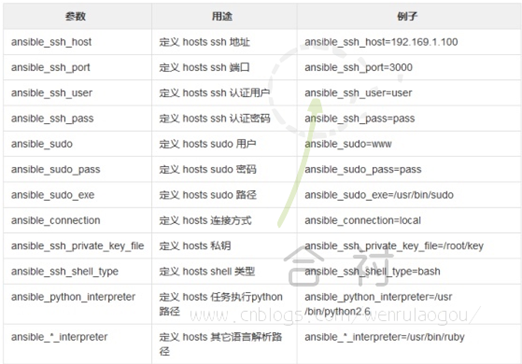 参数 用途 例子
ansible_ssh_host 定义 hosts ssh 地址 ansible_ssh_host=192.169.1.100
ansible_ssh_port 定义 hosts ssh 端口 ansible_ssh_port=3000
ansible_ssh_user 定义 hosts ssh 认证用户 ansible_ssh_user=user
ansible_ssh_pass 定义 hosts ssh 认证密码 ansible_ssh_pass=pass
ansible_sudo 定义 hosts sudo 用户 ansible_sudo=www
ansible_sudo_pass 定义 hosts sudo 密码 ansible_sudo_pass=pass
ansible_sudo_exe 定义 hosts sudo 路径 ansible_sudo_exe=/usr/bin/sudo
ansible_connection 定义 hosts 连接方式 ansible_connection=local
ansible_ssh_private_key_file 定义 hosts 私钥 ansible_ssh_private_key_file=/root/key
ansible_ssh_shell_type 定义 hosts shell 类型 ansible_ssh_shell_type=bash
ansible_python_interpreter 定义 hosts 任务执行python ansible_python_interpreter=/usr
路径 /bin/python2.6
ansible_*_interpreter 定义 hosts 其它语言解析路 ansible_*_interpreter=/usr/bin/ruby
径
合衬
www.cnblogs.com/wenrulaogou/